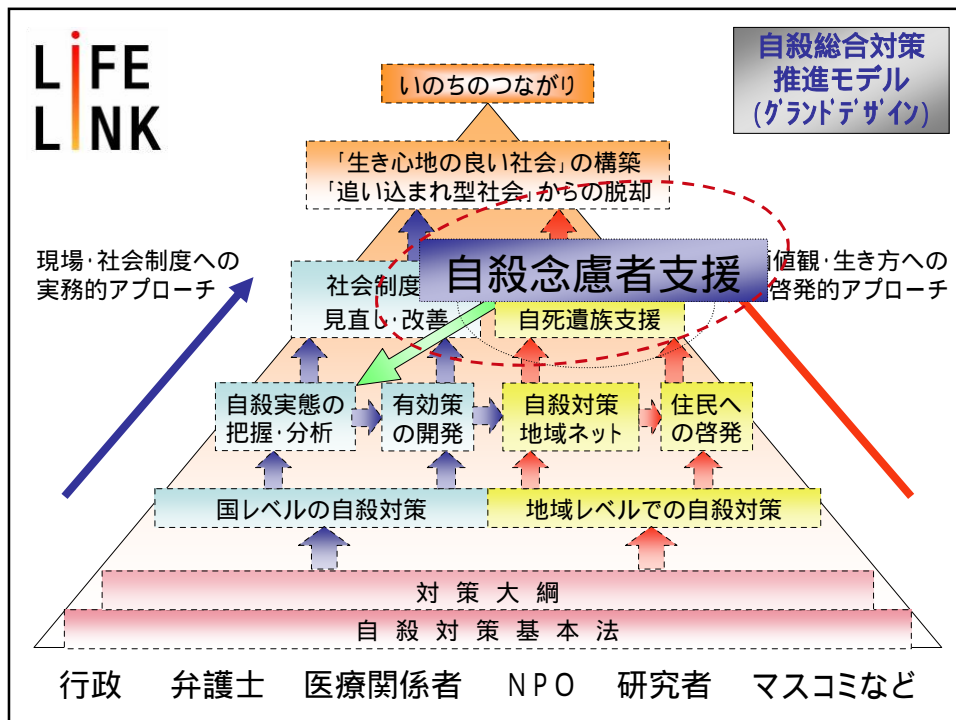 LiFE
LiNK
自殺総合対策
推進モデル
(グランドデザイン)
いのちのつながり
「生き心地の良い社会」の構築
「追い込まれ型社会」からの脱却
現場・社会制度への
実務的アプローチ
値観・生き方への
啓発的アプローチ
社会制度
見直し・改善
自殺念慮者支援
自死遺族支援
自殺実態の
把握・分析
有効策
の開発
自殺対策
地域ネット
住民へ
の啓発
国レベルの自殺対策
地域レベルでの自殺対策
対策大綱
自殺対策基本法
行政 弁護士 医療関係者 NPO 研究者 マスコミなど